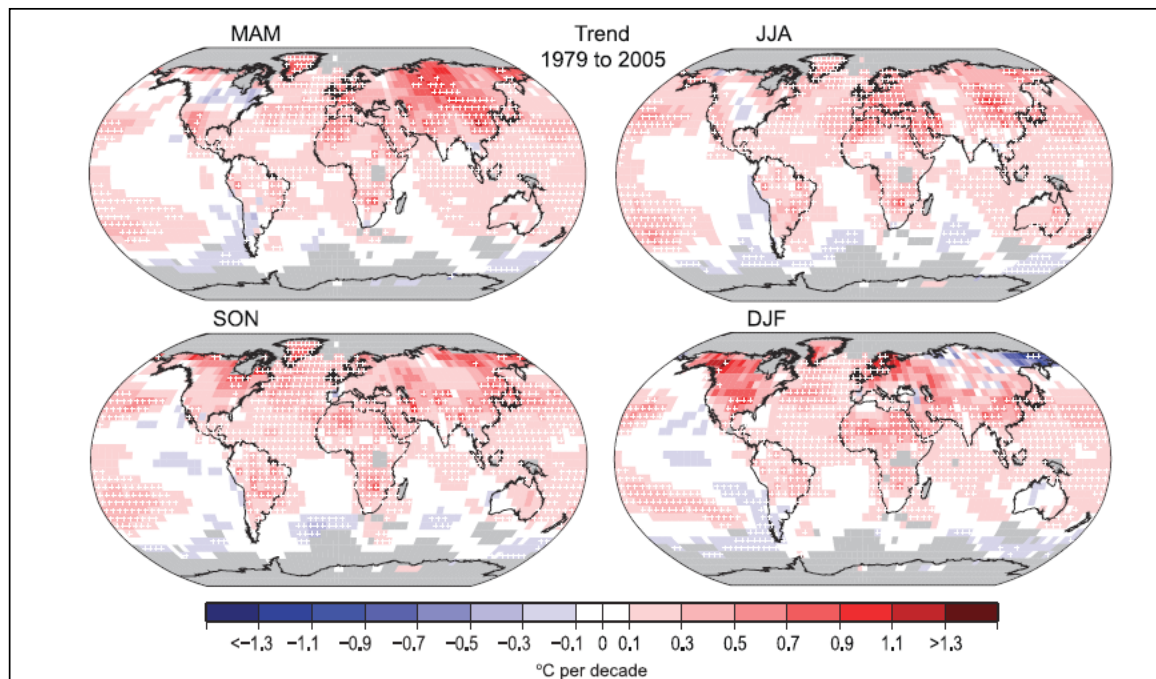 MAM
Trend
1979 to 2005
JJA
SON
DJF
<−1.3 −1.1 −0.9 −0.7 −0.5 −0.3 −0.1 0 0.1 0.3 0.5 0.7 0.9 1.1 >1.3
°C per decade